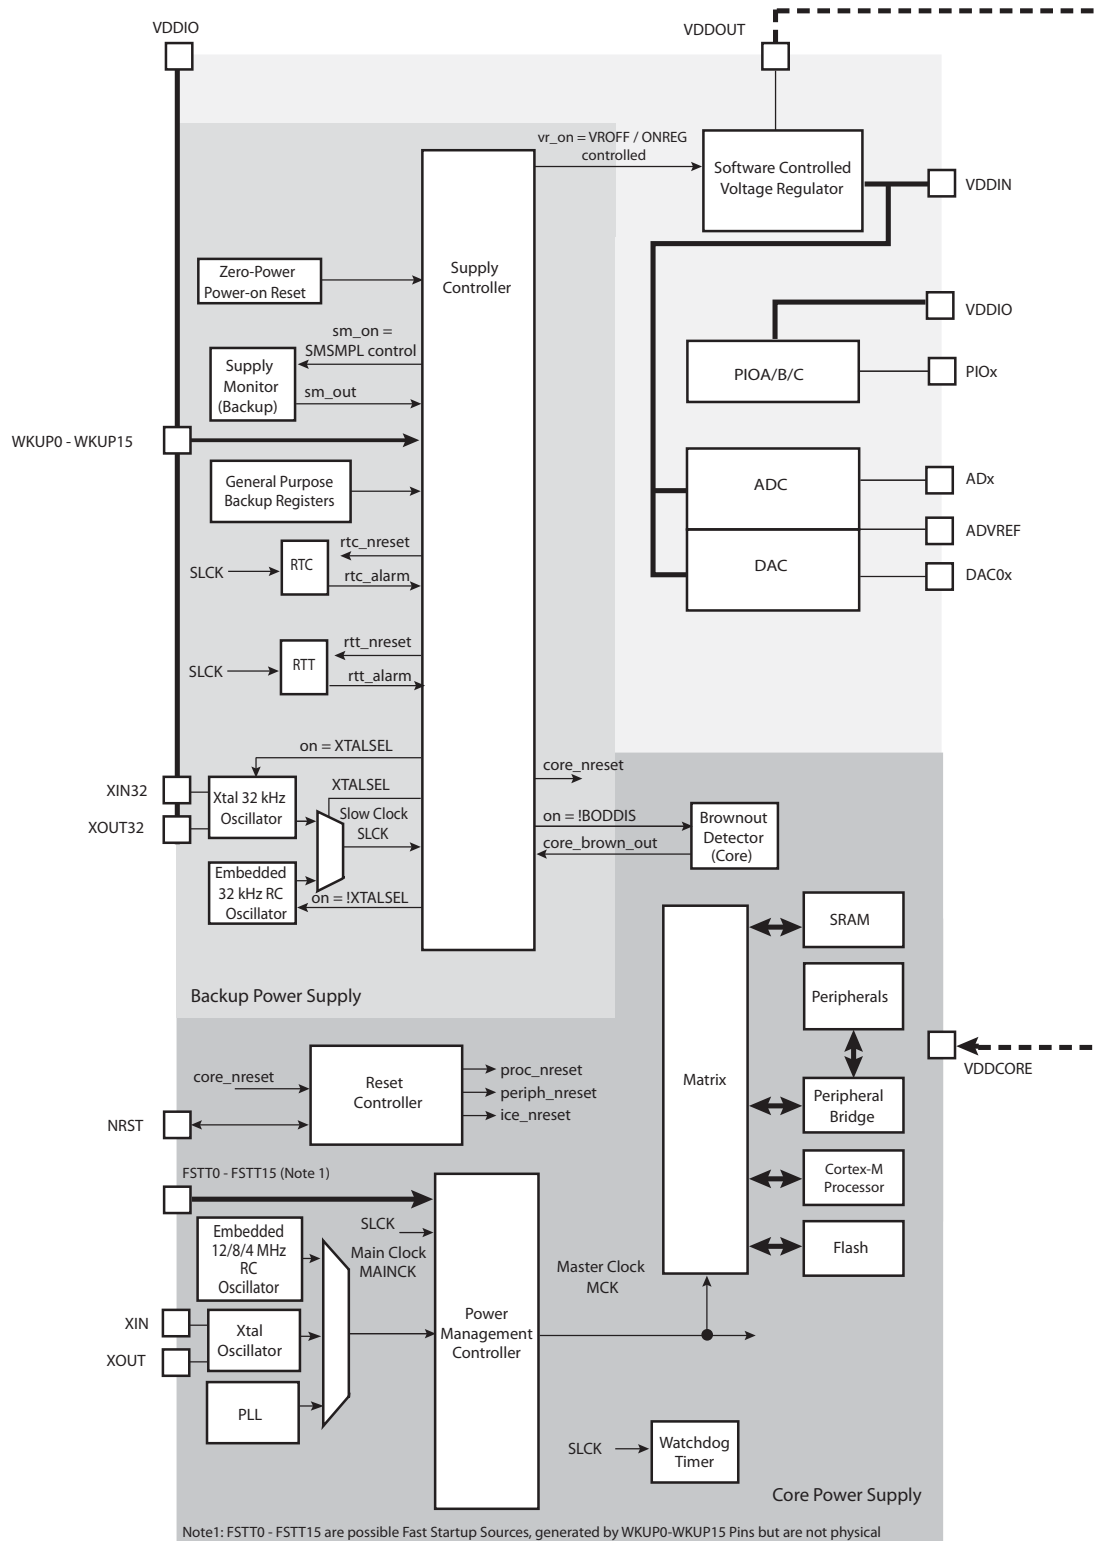 VDDIO
VDDOUT
vr_on = VROFF / ONREG
controlled
Software Controlled
Voltage Regulator
VDDIN
Zero-Power
Power-on Reset
Supply
Controller
VDDIO
sm_on =
SMSMPL control
Supply
Monitor
(Backup)
sm_out
PIOA/B/C
PIOx
WKUP0 - WKUP15
General Purpose
Backup Registers
ADC
ADx
ADVREF
rtc_nreset
SLCK
RTC
rtc_alarm
DAC
DAC0x
rtt_nreset
SLCK
RTT
rtt_alarm
on = XTALSEL
core_nreset
XIN32
XTALSEL
Xtal 32 kHz
Oscillator
XOUT32
Slow Clock
SLCK
on = !BODDIS
core_brown_out
Brownout
Detector
(Core)
Embedded
32 kHz RC
Oscillator
on = !XTALSEL
SRAM
Backup Power Supply
Peripherals
VDDCORE
Matrix
core_nreset
Reset
Controller
proc_nreset
periph_nreset
ice_nreset
NRST
Peripheral
Bridge
FSTT0 - FSTT15 (Note 1)
Cortex-M
Processor
SLCK
Embedded
12/8/4 MHz
RC
Oscillator
Main Clock
MAINCK
Master Clock
MCK
Flash
XIN
Xtal
Oscillator
XOUT
Power
Management
Controller
PLL
SLCK
Watchdog
Timer
Core Power Supply
Note1: FSTT0 - FSTT15 are possible Fast Startup Sources, generated by WKUP0-WKUP15 Pins but are not physical